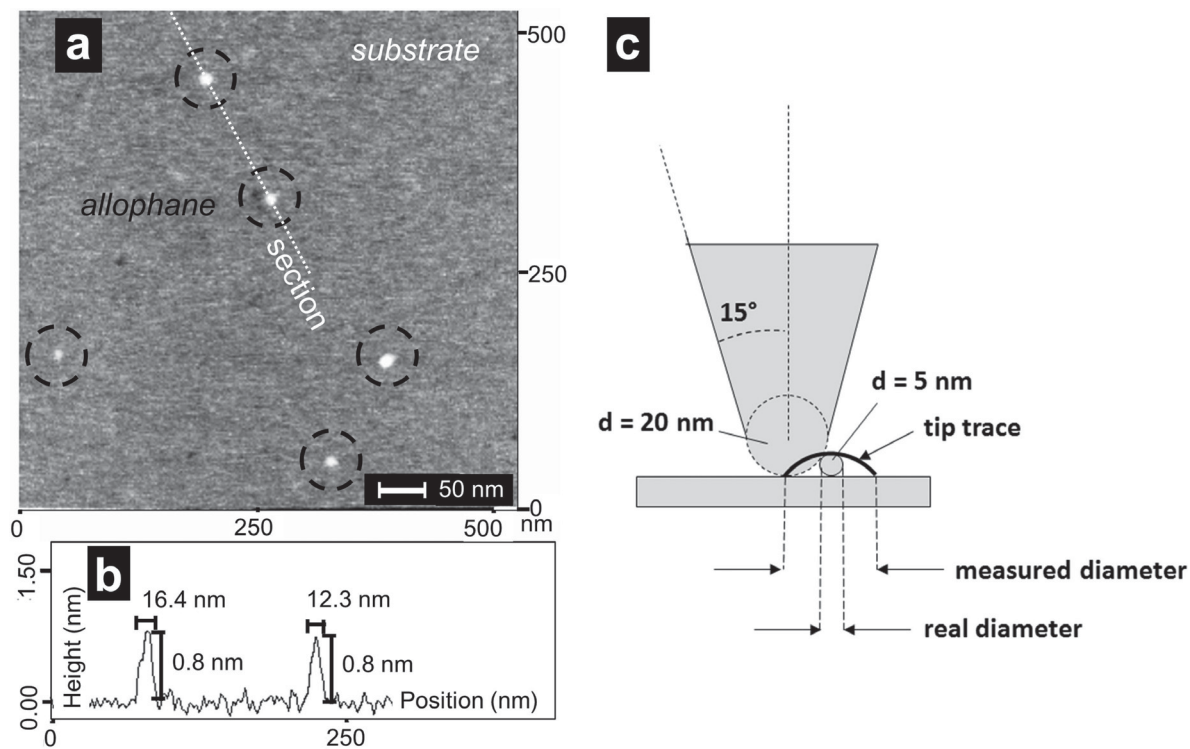 a
substrate
allophane
section
50 nm
500
250
0
0
250
500
nm
b
1.50
0.00
Height (nm)
16.4 nm
12.3 nm
0.8 nm
0.8 nm
Position (nm)
0
250
c
15°
d = 5 nm
d = 20 nm
tip trace
measured diameter
real diameter